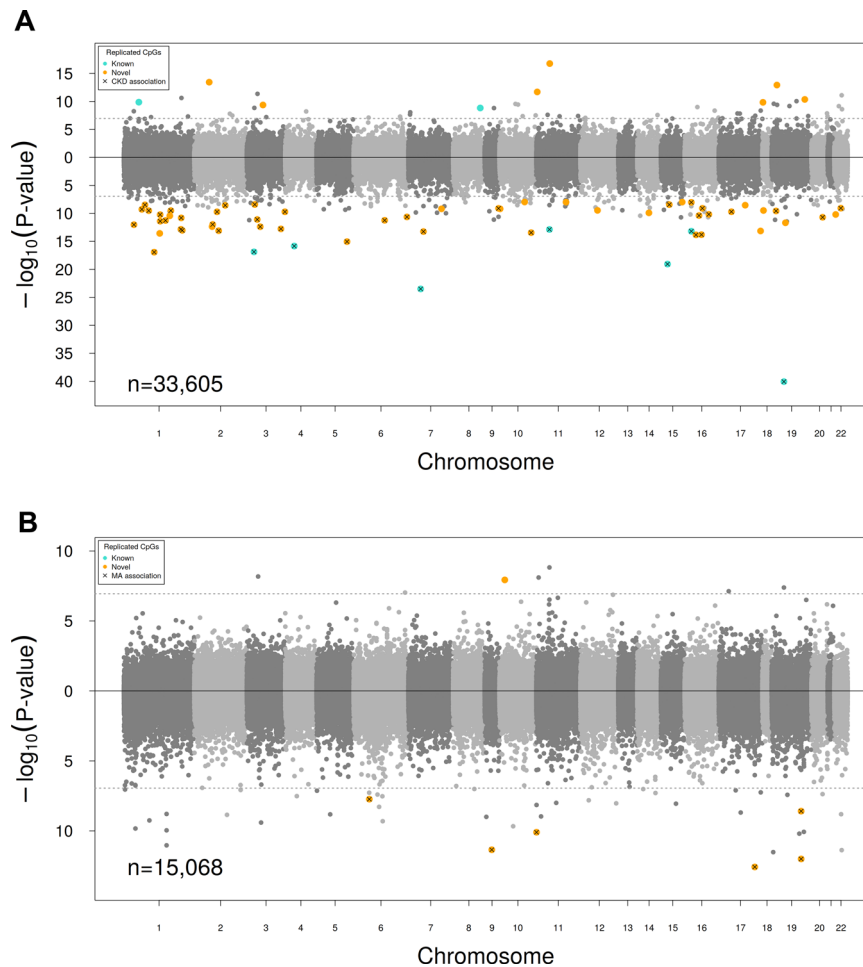 A
Replicated CpGs
Known
Novel
CKD association
15
10
5
0
5
10
15
20
25
30
35
40
− log10(P-value)
n=33,605
1 2 3 4 5 6 7 8 9 10 11 12 13 14 15 16 17 18 19 20 22
Chromosome
B
Replicated CpGs
Known
Novel
MA association
10
5
0
5
10
− log10(P-value)
n=15,068
1 2 3 4 5 6 7 8 9 10 11 12 13 14 15 16 17 18 19 20 22
Chromosome